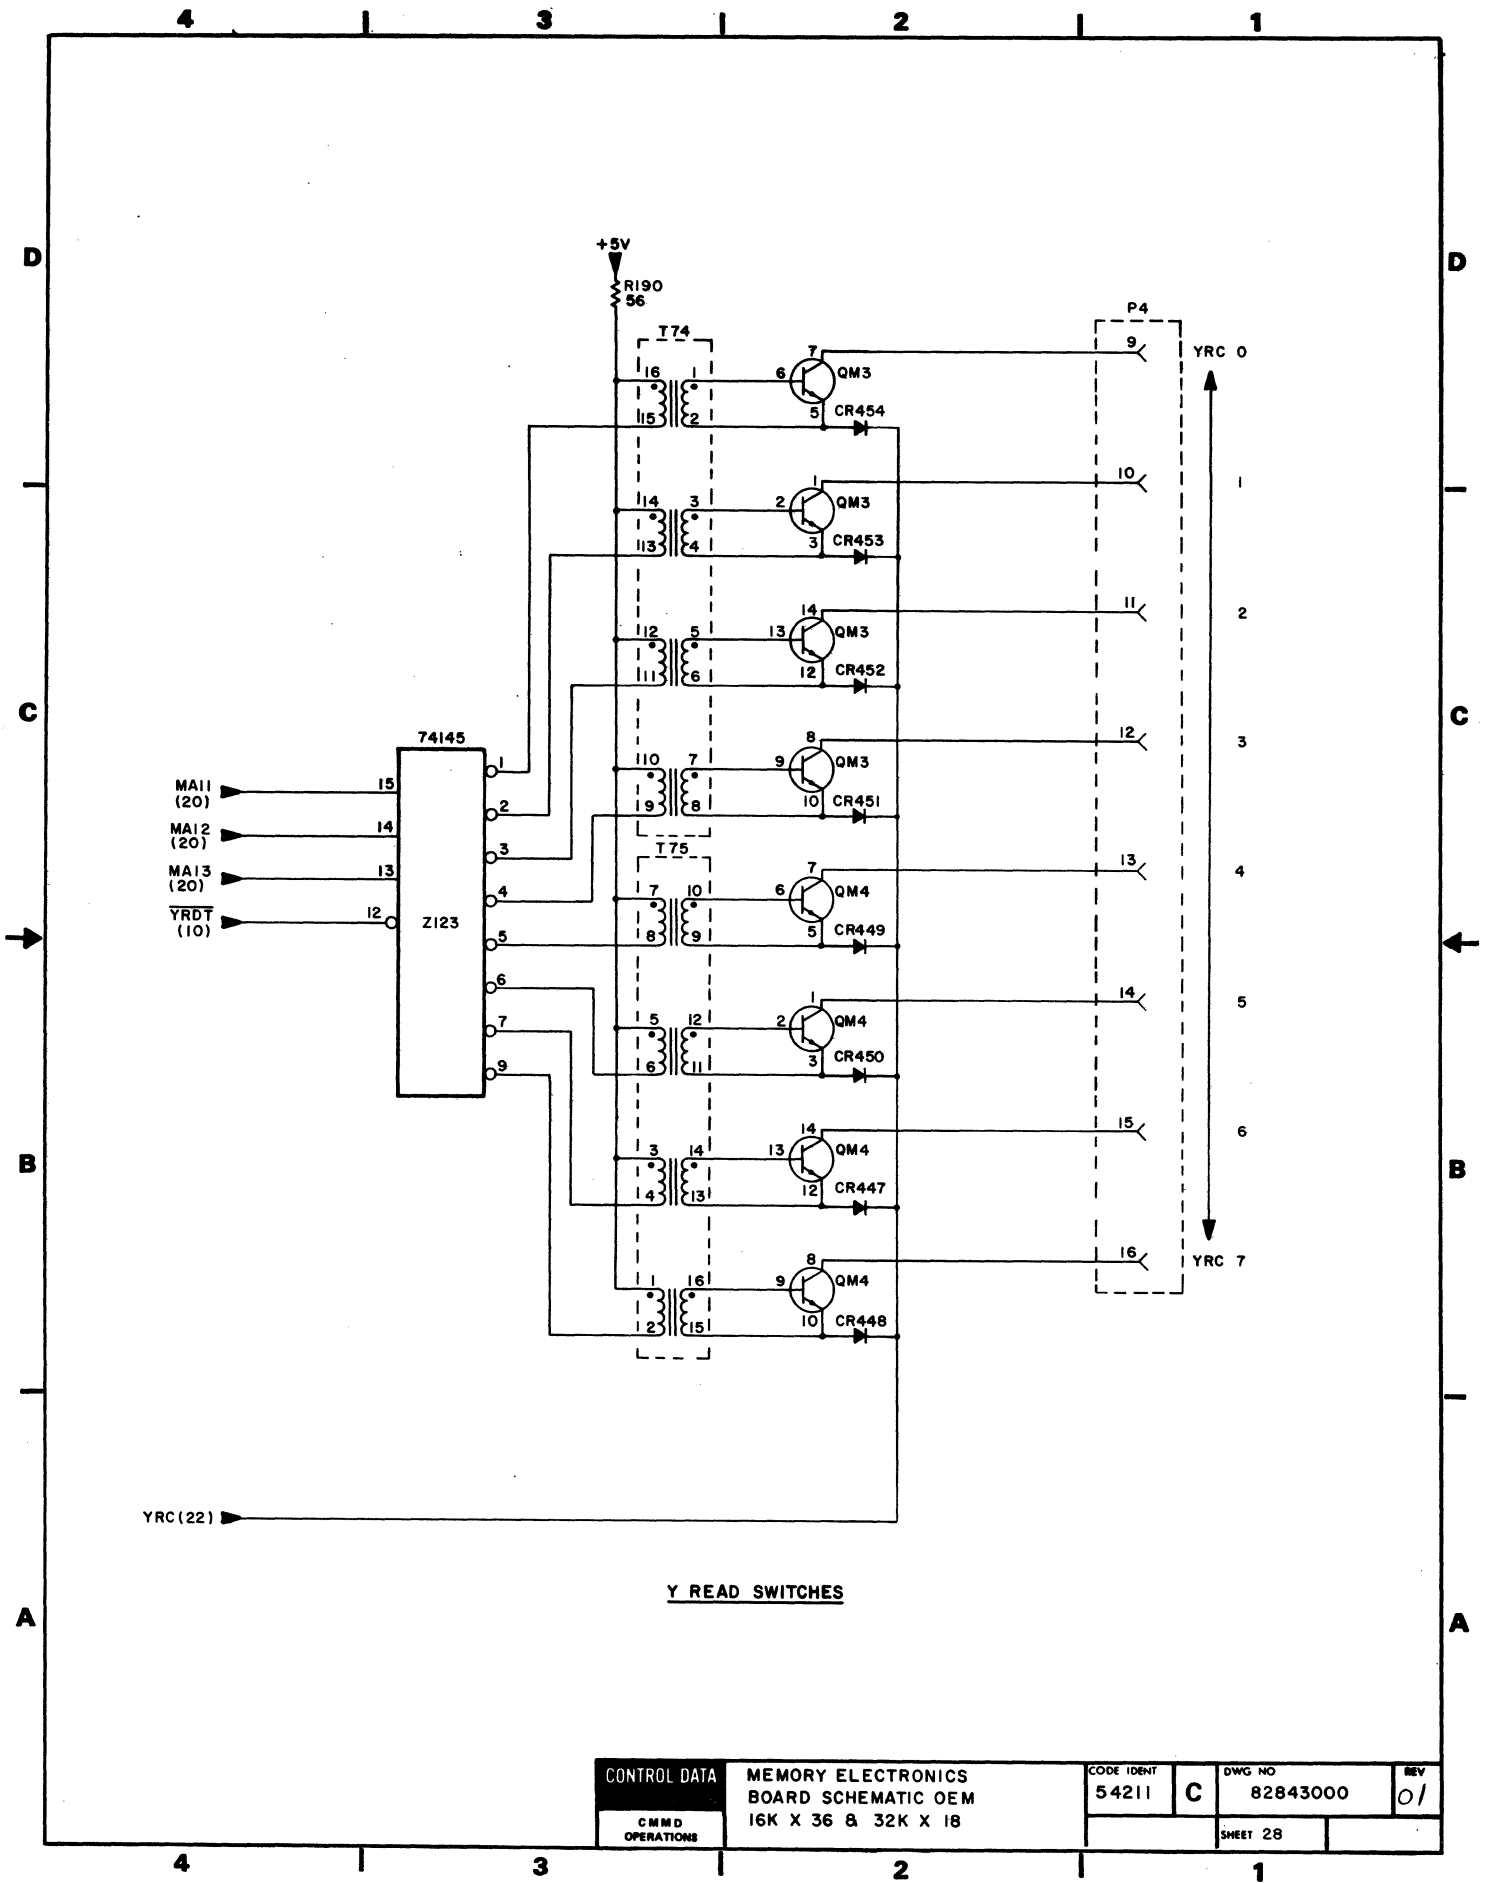 4 3 2 1
D D
+5V
R190
56
P4
T74
9 YRC 0
7
16 1 6 QM3
5 CR454
15 2
10 1
1
14 3 2 QM3
3 CR453
13 4
11 2
14
12 5 13 QM3
12 CR452
11 6
C C
12 3
8
74145
10 7 9 QM3
1
MA11
(20)
15
10 CR451
9 8
2
MA12
(20)
14
T75
3
MA13
(20)
13
13 4
7
7 10 6 QM4
4
YRDT
(10)
12
Z123
5 CR449
8 9
5
6
14 5
1
5 12 2 QM4
7
3 CR450
6 11
9
15 6
14
3 14 13 QM4
B B
12 CR447
4 13
16 YRC 7
8
1 16 9 QM4
10 CR448
2 15
YRC(22)
Y READ SWITCHES
A A
CONTROL DATA
CMMD
OPERATIONS
MEMORY ELECTRONICS
BOARD SCHEMATIC OEM
16K X 36 & 32K X 18
CODE IDENT
54211
C
DWG NO
82843000
REV
01
SHEET 28
4 3 2 1